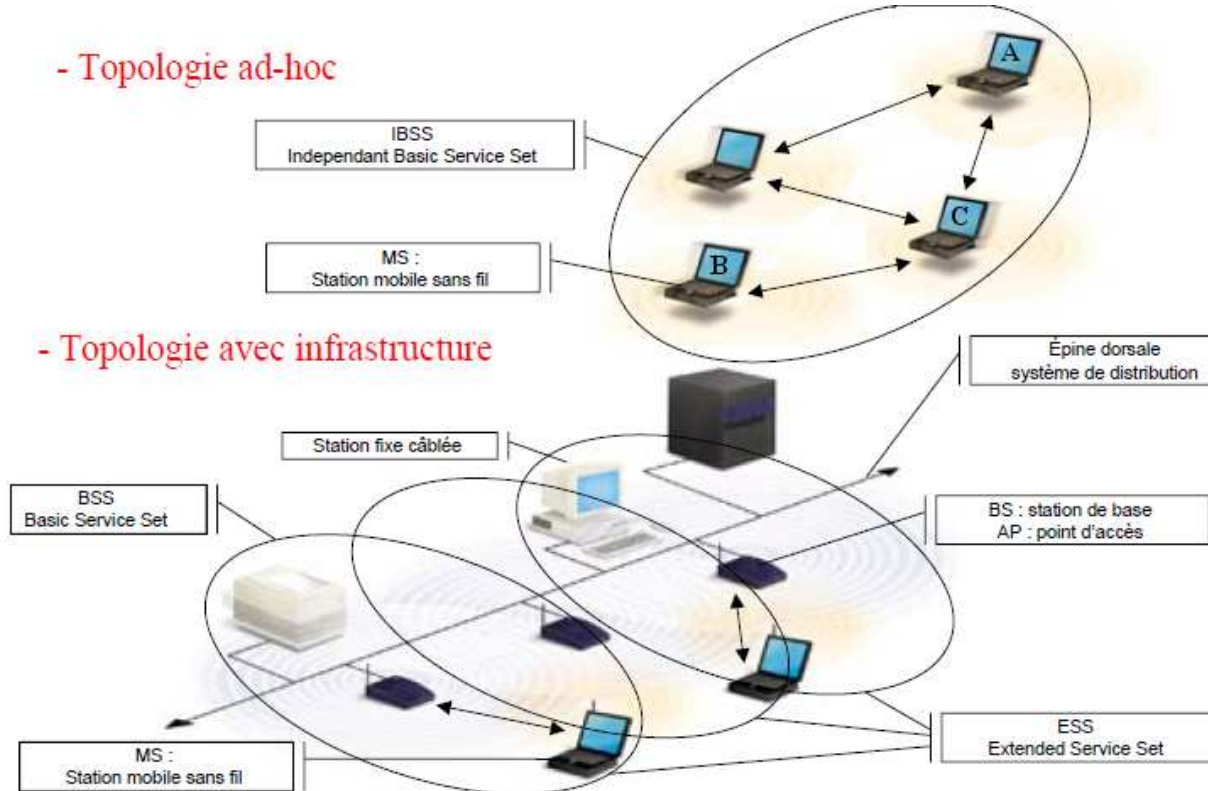 - Topologie ad-hoc
A
IBSS
Independant Basic Service Set
C
MS :
Station mobile sans fil
B
- Topologie avec infrastructure
Épine dorsale
système de distribution
Station fixe câblée
BSS
Basic Service Set
BS : station de base
AP : point d'accès
ESS
Extended Service Set
MS :
Station mobile sans fil